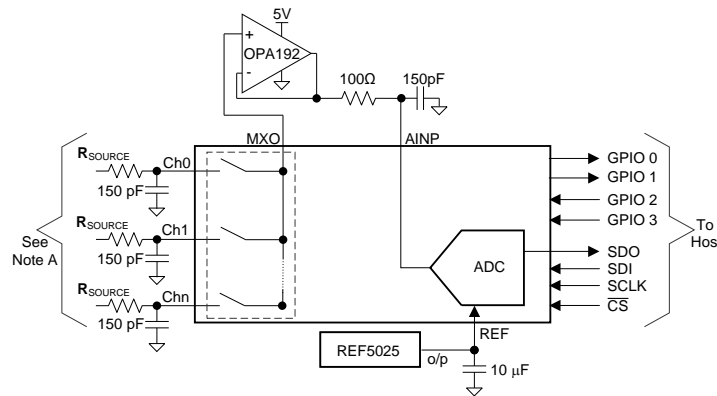 5V
+
OPA192
-
100Ω
150pF
MXO
AINP
RSOURCE
Ch0
150 pF
RSOURCE
Ch1
150 pF
RSOURCE
Chn
150 pF
See
Note A
ADC
REF
REF5025
o/p
10 μF
GPIO 0
GPIO 1
GPIO 2
GPIO 3
SDO
SDI
SCLK
CS
To
Hos